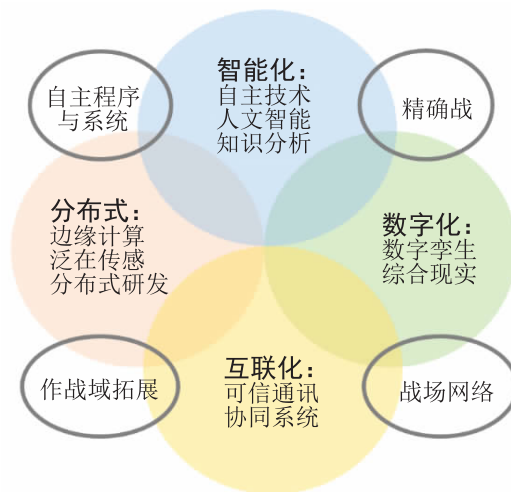 智能化：
自主技术
人文智能
知识分析
自主程序
与系统
精确战
分布式：
边缘计算
泛在传感
分布式研发
数字化：
数字孪生
综合现实
互联化：
可信通讯
协同系统
作战域拓展
战场网络